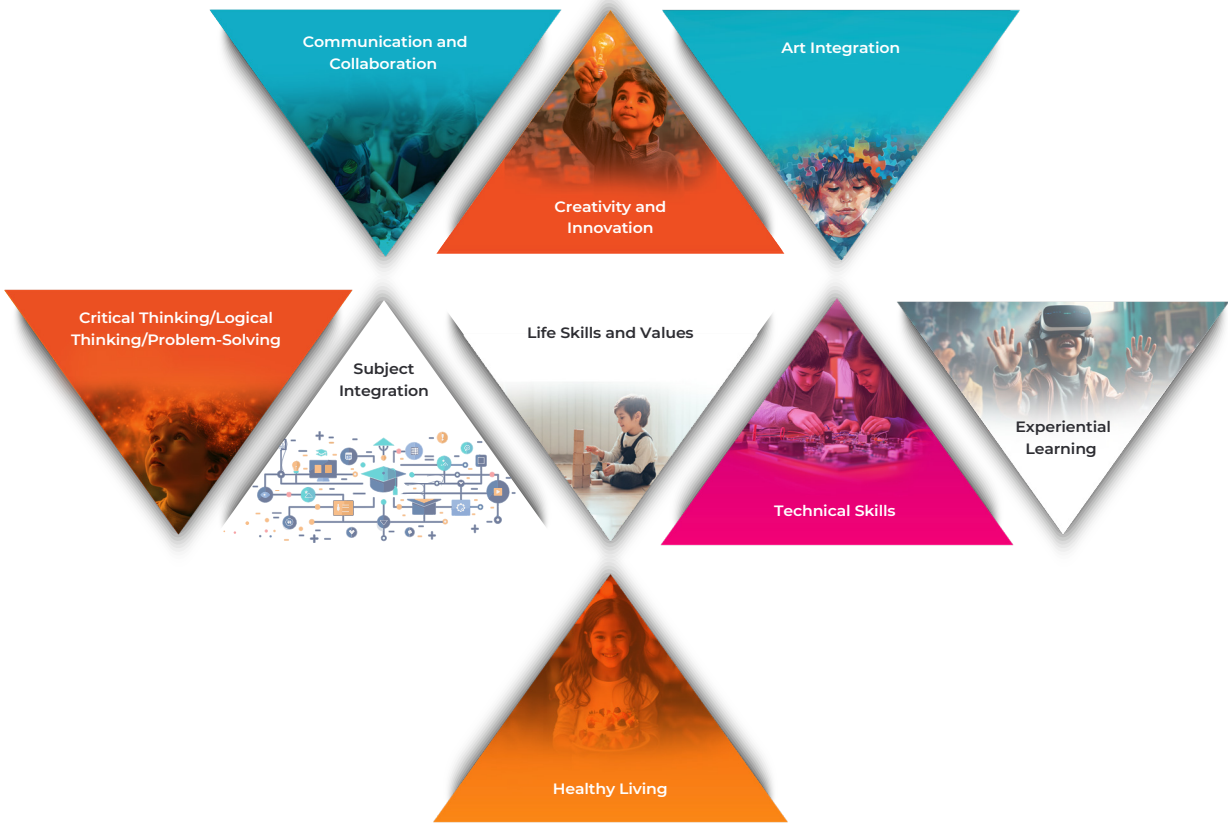 Communication and
Collaboration
Creativity and
Innovation
Art Integration
Critical Thinking/Logical
Thinking/Problem-Solving
Subject
Integration
Life Skills and Values
Technical Skills
Experiential
Learning
Healthy Living